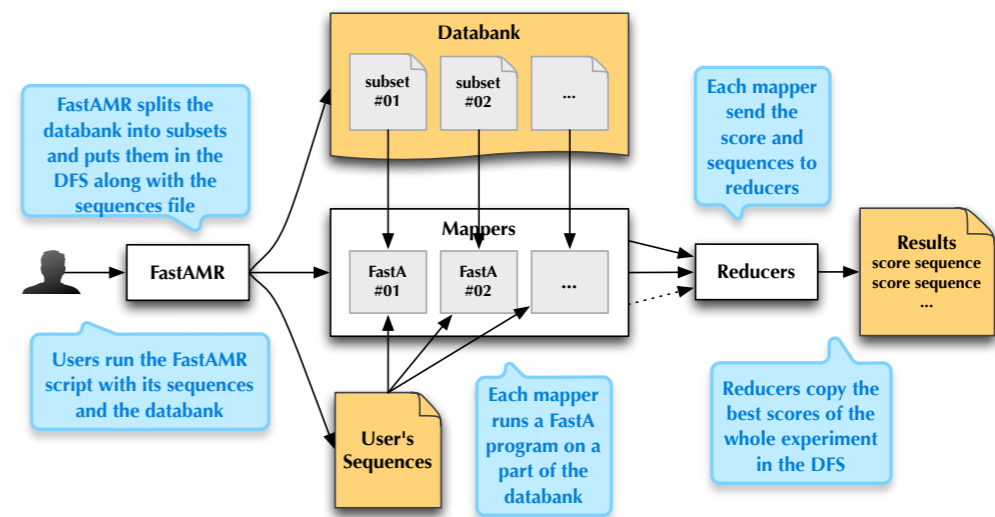 Databank
subset
#01
subset
#02
...
FastAMR splits the
databank into subsets
and puts them in the
DFS along with the
sequences file
Each mapper
send the
score and
sequences to
reducers
Mappers
FastA
#01
FastA
#02
...
FastAMR
Reducers
Results
score sequence
score sequence
...
Users run the FastAMR
script with its sequences
and the databank
User's
Sequences
Each mapper
runs a FastA
program on a
part of the
databank
Reducers copy the
best scores of the
whole experiment
in the DFS